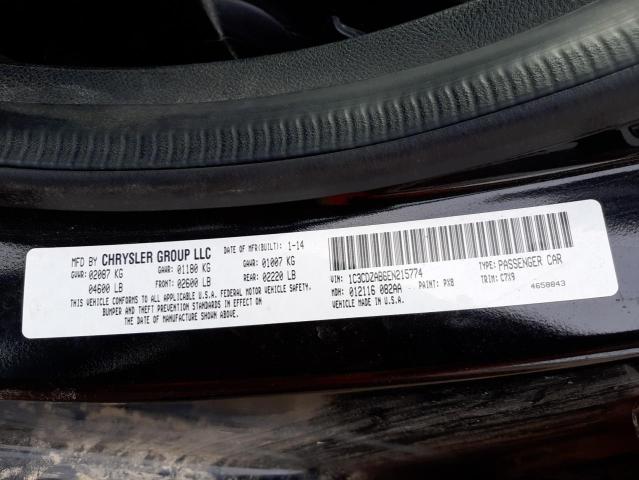 MFD BY CHRYSLER GROUP LLC DATE OF MFR(BUILT): 1-14
GVWR: 02087 KG GAWR: 01180 KG GAWR: 01007 KG
04600 LB FRONT: 02600 LB REAR: 02220 LB
THIS VEHICLE CONFORMS TO ALL APPLICABLE U.S.A. FEDERAL MOTOR VEHICLE SAFETY,
BUMPER AND THEFT PREVENTION STANDARDS IN EFFECT ON
THE DATE OF MANUFACTURE SHOWN ABOVE.
VIN: 1C3CDZAB6EN215774 TYPE: PASSENGER CAR
MDH: 012116 082AA PAINT: PX8 TRIM: C7X9
VEHICLE MADE IN U.S.A. 4658843